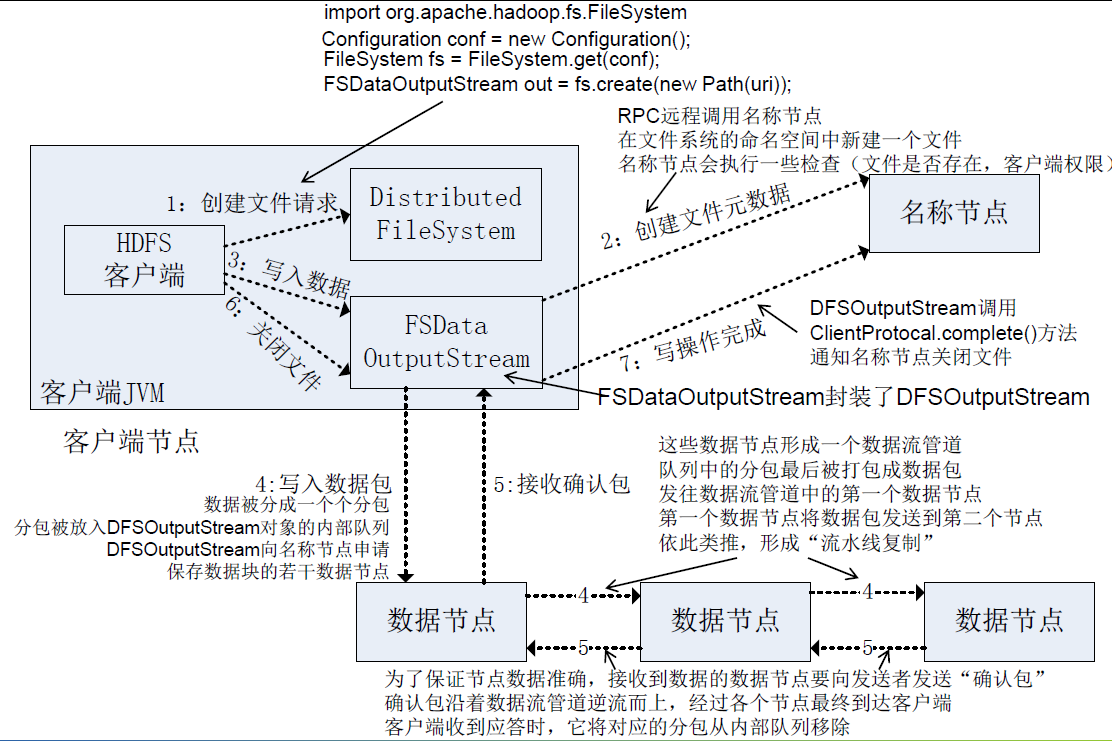 import org.apache.hadoop.fs.FileSystem
Configuration conf = new Configuration();
FileSystem fs = FileSystem.get(conf);
FSDataOutputStream out = fs.create(new Path(uri));
RPC远程调用名称节点
在文件系统的命名空间中新建一个文件
名称节点会执行一些检查（文件是否存在，客户端权限）
1：创建文件请求
Distributed
FileSystem
2：创建文件元数据
名称节点
HDFS
客户端
3：写入数据
6：关闭文件
FSData
OutputStream
7：写操作完成
DFSOutputStream调用
ClientProtocal.complete()方法
通知名称节点关闭文件
客户端JVM
FSDataOutputStream封装了DFSOutputStream
客户端节点
4:写入数据包
数据被分成一个个分包
分包被放入DFSOutputStream对象的内部队列
DFSOutputStream向名称节点申请
保存数据块的若干数据节点
5:接收确认包
这些数据节点形成一个数据流管道
队列中的分包最后被打包成数据包
发往数据流管道中的第一个数据节点
第一个数据节点将数据包发送到第二个节点
依此类推，形成“流水线复制”
数据节点
4
数据节点
4
数据节点
5
5
为了保证节点数据准确，接收到数据的数据节点要向发送者发送“确认包”
确认包沿着数据流管道逆流而上，经过各个节点最终到达客户端
客户端收到应答时，它将对应的分包从内部队列移除